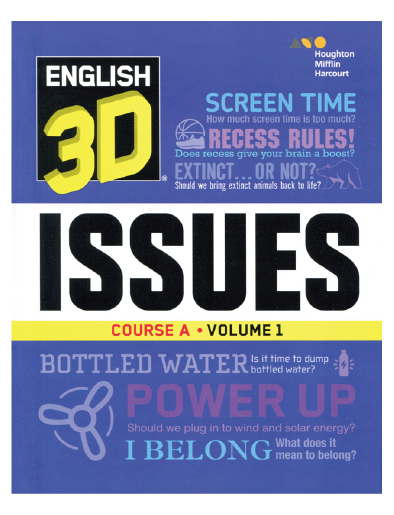 Houghton
Mifflin
Harcourt
ENGLISH
3D®
SCREEN TIME
How much screen time is too much?
RECESS RULES!
Does recess give your brain a boost?
EXTINCT... OR NOT?
Should we bring extinct animals back to life?
ISSUES
COURSE A • VOLUME 1
BOTTLED WATER Is it time to dump
bottled water?
POWER UP
Should we plug in to wind and solar energy?
I BELONG What does it
mean to belong?